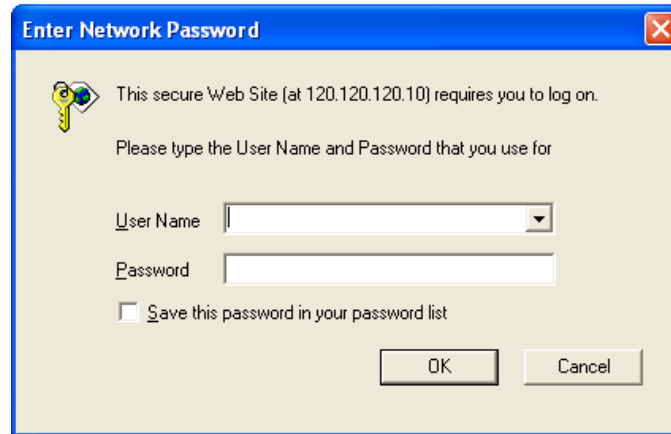 Enter Network Password
This secure Web Site (at 120.120.120.10) requires you to log on.
Please type the User Name and Password that you use for
User Name
Password
Save this password in your password list
OK Cancel